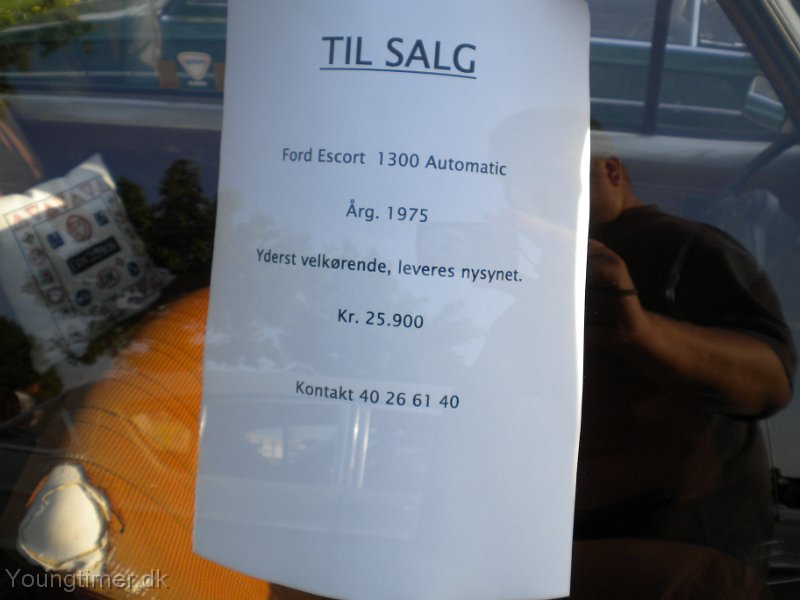 TIL SALG
Ford Escort 1300 Automatic
Årg. 1975
Yderst velkørende, leveres nysynet.
Kr. 25.900
Kontakt 40 26 61 40
Youngtimer.dk